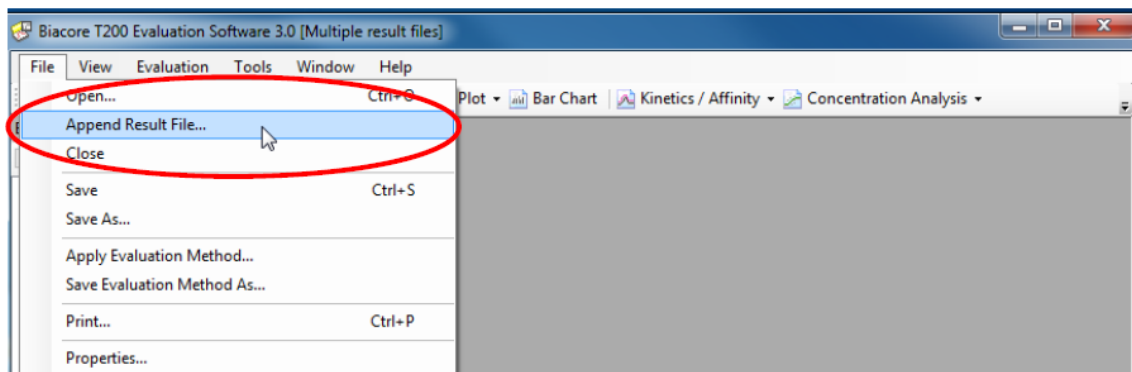 Biacore T200 Evaluation Software 3.0 [Multiple result files]
File View Evaluation Tools Window Help
Open... Ctrl+O
Plot Bar Chart Kinetics / Affinity Concentration Analysis
Append Result File...
Close
Save Ctrl+S
Save As...
Apply Evaluation Method...
Save Evaluation Method As...
Print... Ctrl+P
Properties...